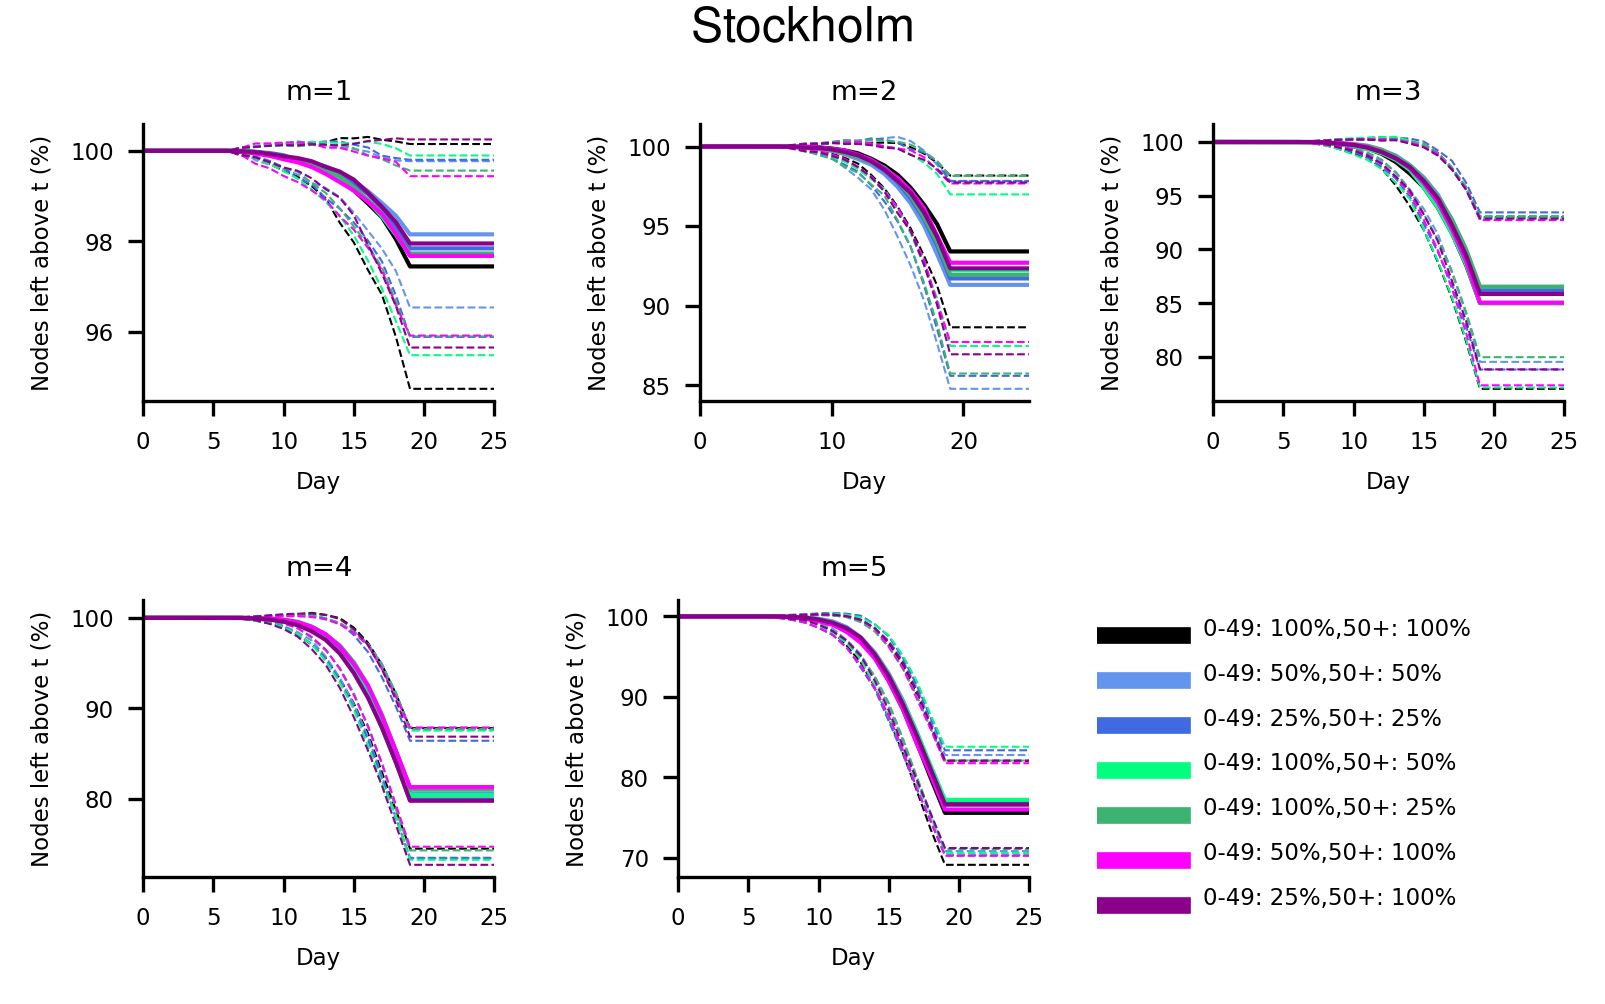 Stockholm
m=1
m=2
m=3
Nodes left above t (%)
100
98
96
0 5 10 15 20 25
Day
Nodes left above t (%)
100
95
90
85
0 10 20
Day
Nodes left above t (%)
100
95
90
85
80
0 5 10 15 20 25
Day
m=4
m=5
Nodes left above t (%)
100
90
80
0 5 10 15 20 25
Day
Nodes left above t (%)
100
90
80
70
0 5 10 15 20 25
Day
0-49: 100%,50+: 100%
0-49: 50%,50+: 50%
0-49: 25%,50+: 25%
0-49: 100%,50+: 50%
0-49: 100%,50+: 25%
0-49: 50%,50+: 100%
0-49: 25%,50+: 100%